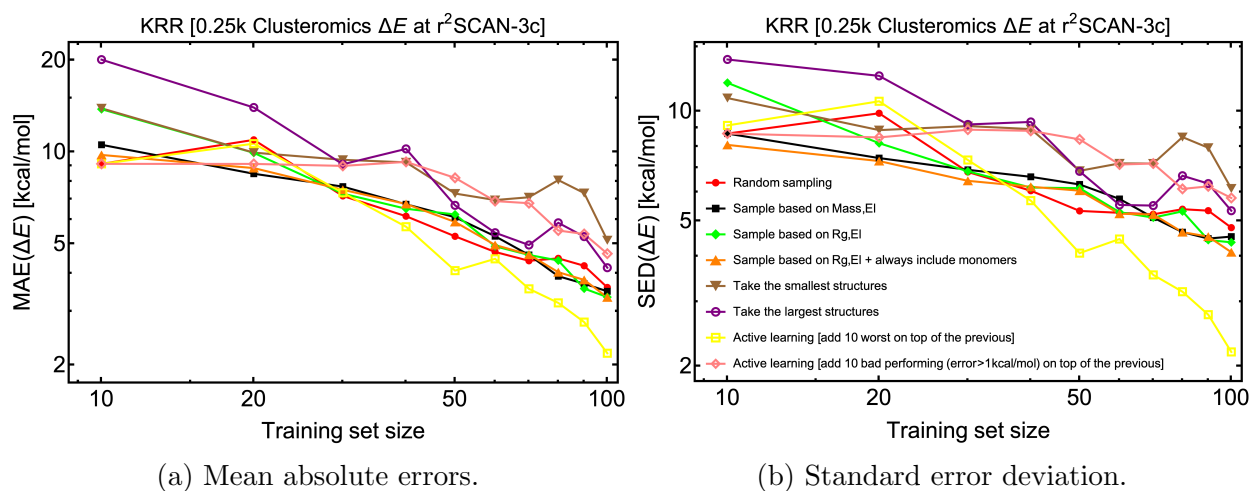 KRR [0.25k Clusteromics ΔE at r²SCAN-3c]
20
10
5
2
MAE(ΔE) [kcal/mol]
10
20
50
100
Training set size
(a) Mean absolute errors.
KRR [0.25k Clusteromics ΔE at r²SCAN-3c]
10
5
2
SED(ΔE) [kcal/mol]
Random sampling
Sample based on Mass,El
Sample based on Rg,El
Sample based on Rg,El + always include monomers
Take the smallest structures
Take the largest structures
Active learning [add 10 worst on top of the previous]
Active learning [add 10 bad performing (error>1kcal/mol) on top of the previous]
10
20
50
100
Training set size
(b) Standard error deviation.